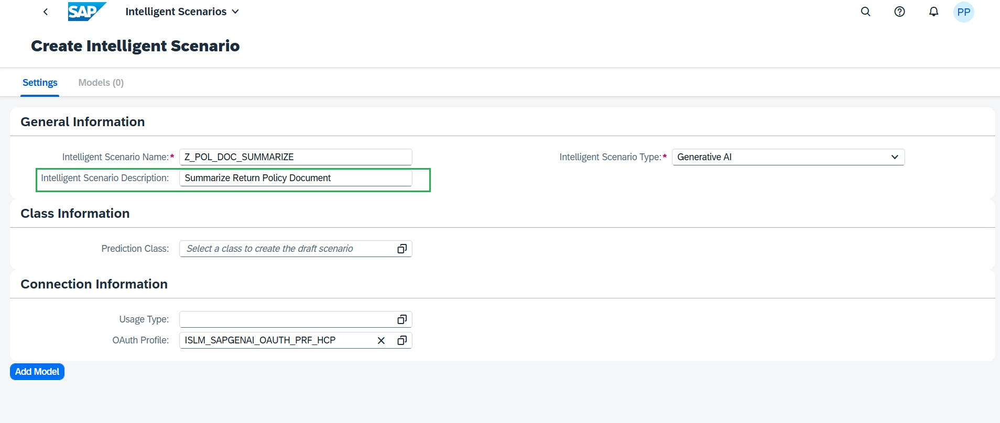 SAP Intelligent Scenarios PP
Create Intelligent Scenario
Settings Models (0)
General Information
Intelligent Scenario Name:* Z_POL_DOC_SUMMARIZE Intelligent Scenario Type:* Generative AI
Intelligent Scenario Description: Summarize Return Policy Document
Class Information
Prediction Class: Select a class to create the draft scenario
Connection Information
Usage Type:
OAuth Profile: ISLM_SAPGENAI_OAUTH_PRF_HCP
Add Model